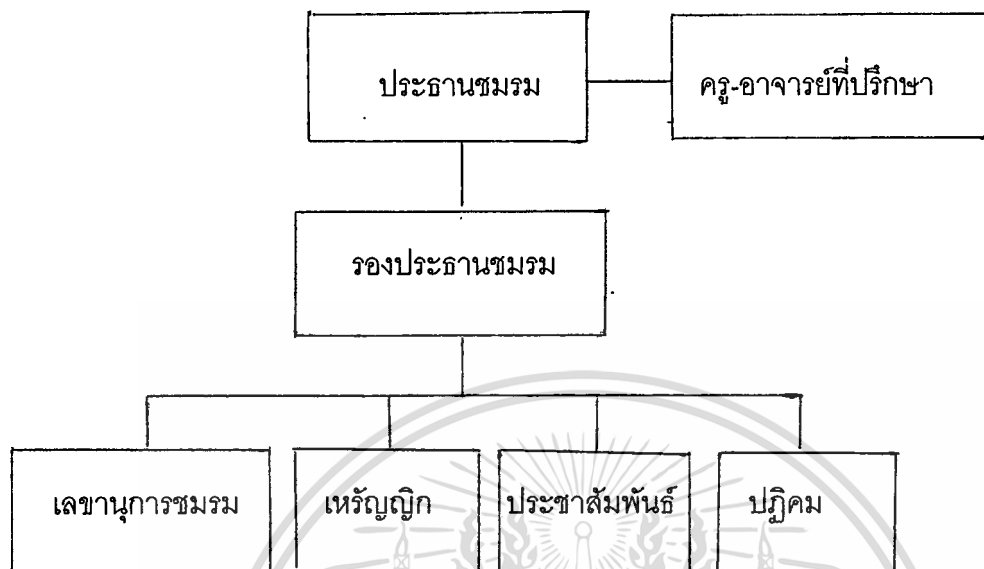 ประธานชมรม
ครู-อาจารย์ที่ปรึกษา
รองประธานชมรม
เลขานุการชมรม
เหรัญญิก
ประชาสัมพันธ์
ปฏิคม